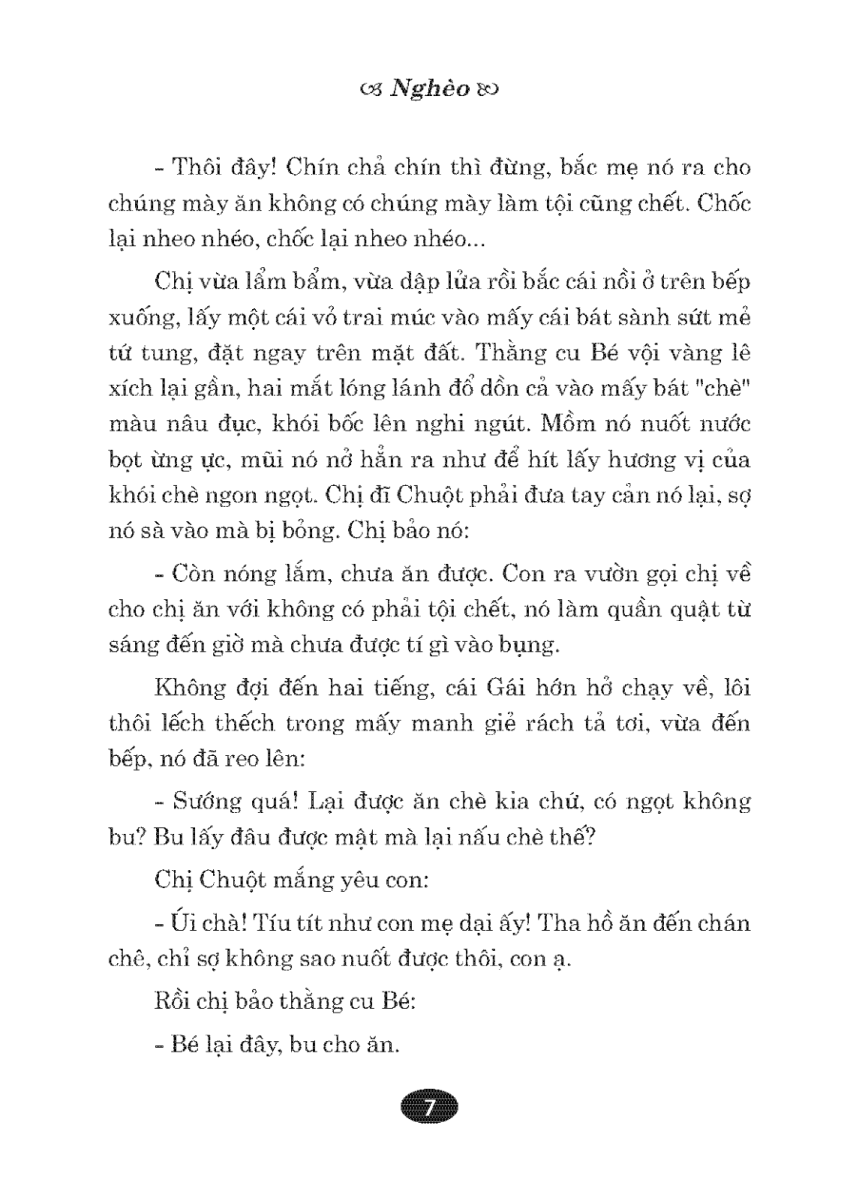 Nghèo
– Thôi đây! Chín chả chín thì đừng, bắc mẹ nó ra cho
chúng mày ăn không có chúng mày làm tội cũng chết. Chốc
lại nheo nhéo, chốc lại nheo nhéo...
Chị vừa lẩm bẩm, vừa dập lửa rồi bắc cái nồi ở trên bếp
xuống, lấy một cái vỏ trai múc vào mấy cái bát sành sứt mẻ
tứ tung, đặt ngay trên mặt đất. Thằng cu Bé vội vàng lê
xích lại gần, hai mắt lóng lánh đổ dồn cả vào mấy bát "chè"
màu nâu đục, khói bốc lên nghi ngút. Mồm nó nuốt nước
bọt ừng ực, mũi nó nở hẳn ra như để hít lấy hương vị của
khói chè ngon ngọt. Chị đĩ Chuột phải đưa tay cản nó lại, sợ
nó sà vào mà bị bỏng. Chị bảo nó:
– Còn nóng lắm, chưa ăn được. Con ra vườn gọi chị về
cho chị ăn với không có phải tội chết, nó làm quần quật từ
sáng đến giờ mà chưa được tí gì vào bụng.
Không đợi đến hai tiếng, cái Gái hớn hở chạy về, lôi
thôi lếch thếch trong mấy manh giẻ rách tả tơi, vừa đến
bếp, nó đã reo lên:
– Sướng quá! Lại được ăn chè kia chứ, có ngọt không
bu? Bu lấy đâu được mật mà lại nấu chè thế?
Chị Chuột mắng yêu con:
– Úi chà! Tíu tít như con mẹ dại ấy! Tha hồ ăn đến chán
chê, chỉ sợ không sao nuốt được thôi, con ạ.
Rồi chị bảo thằng cu Bé:
– Bé lại đây, bu cho ăn.
7